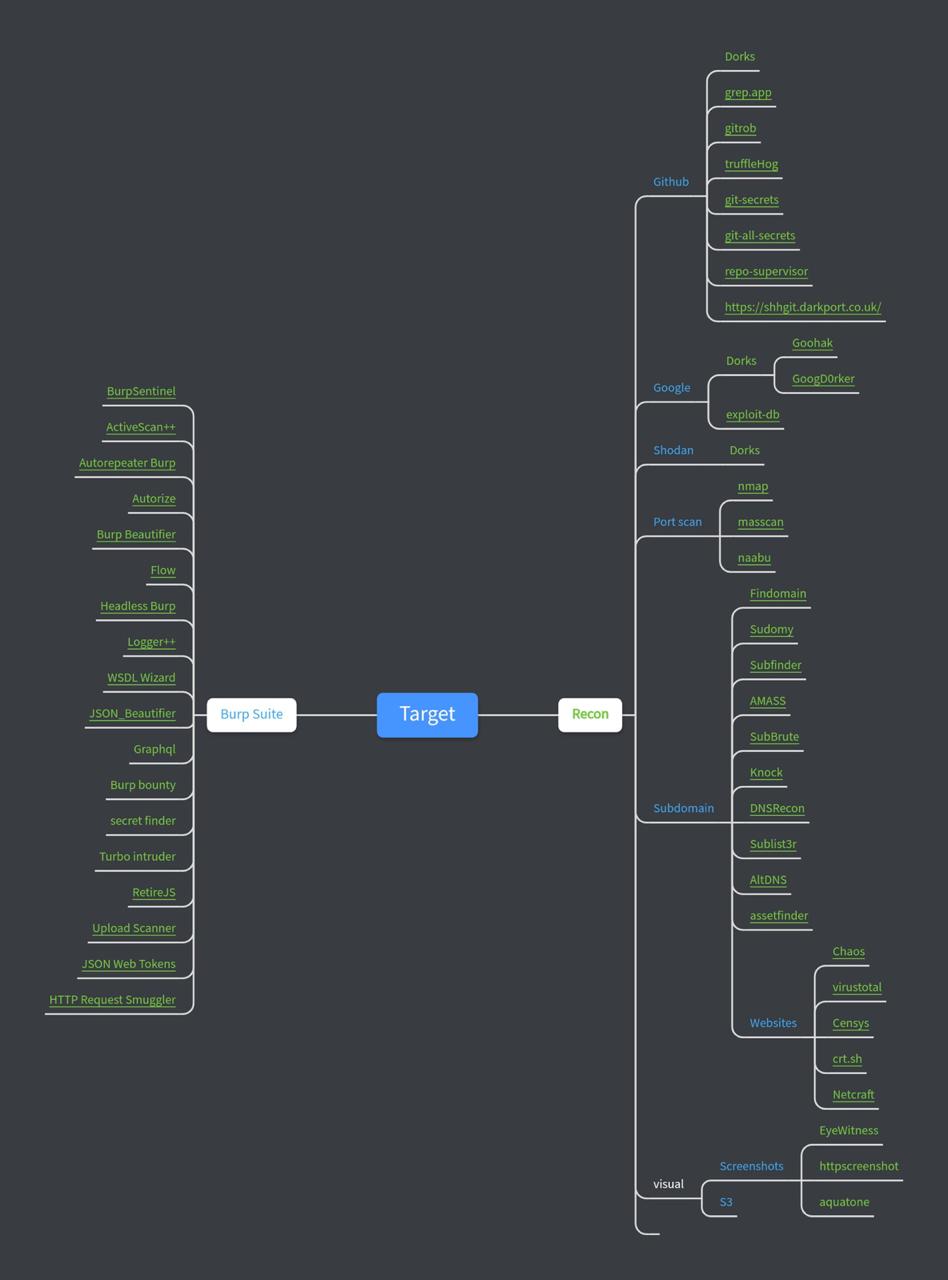 Target
Burp Suite
BurpSentinel
ActiveScan++
Autorepeater Burp
Autorize
Burp Beautifier
Flow
Headless Burp
Logger++
WSDL Wizard
JSON_Beautifier
Graphql
Burp bounty
secret finder
Turbo intruder
RetireJS
Upload Scanner
JSON Web Tokens
HTTP Request Smuggler
Recon
Github
Dorks
grep.app
gitrob
truffleHog
git-secrets
git-all-secrets
repo-supervisor
https://shhgit.darkport.co.uk/
Google
Dorks
Goohak
GoogD0rker
exploit-db
Shodan
Dorks
Port scan
nmap
masscan
naabu
Subdomain
Findomain
Sudomy
Subfinder
AMASS
SubBrute
Knock
DNSRecon
Sublist3r
AltDNS
assetfinder
Websites
Chaos
virustotal
Censys
crt.sh
Netcraft
visual
Screenshots
EyeWitness
httpscreenshot
aquatone
S3